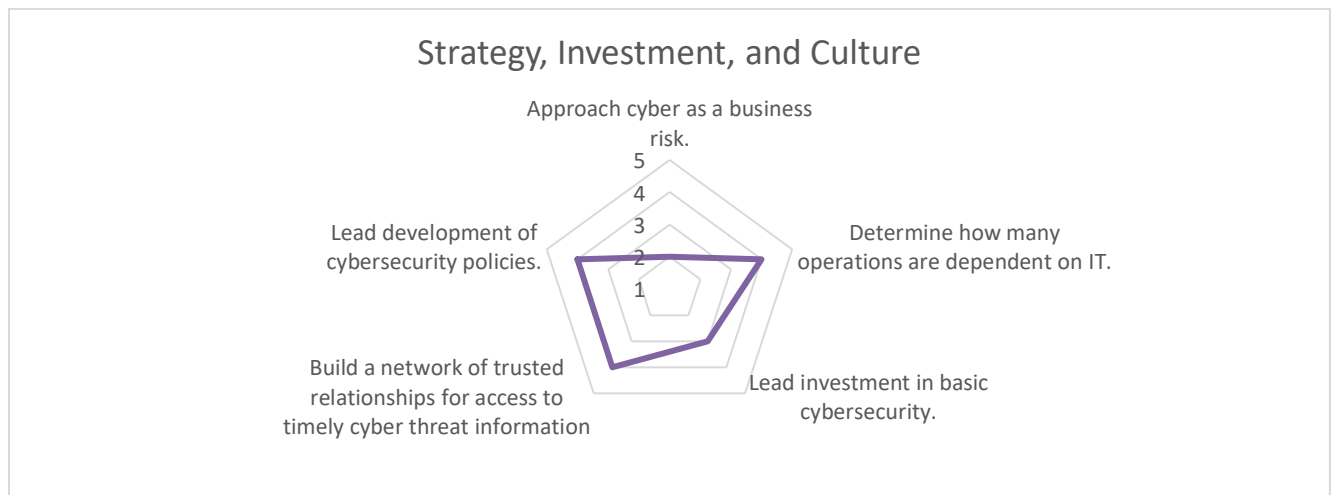 Strategy, Investment, and Culture
Approach cyber as a business
risk.
5
4
3
2
1
Determine how many
operations are dependent on IT.
Lead investment in basic
cybersecurity.
Build a network of trusted
relationships for access to
timely cyber threat information
Lead development of
cybersecurity policies.